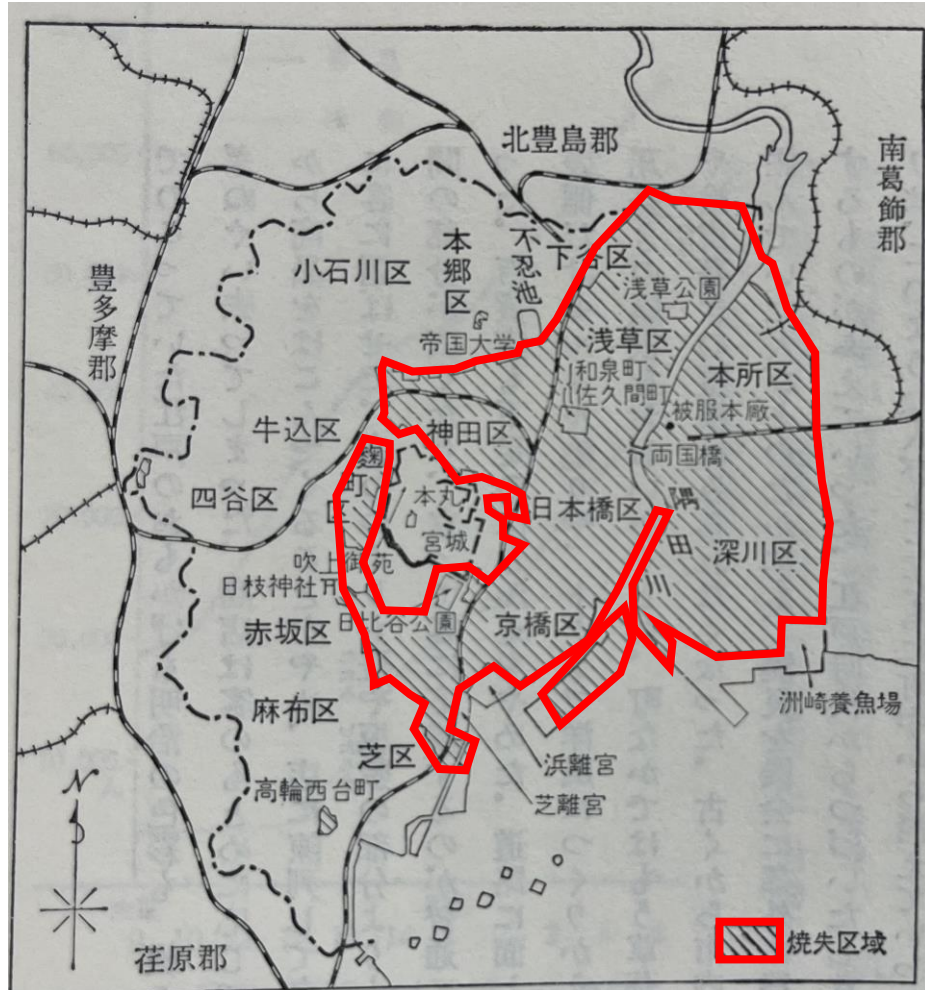 北豊島郡
南葛飾郡
豊多摩郡
小石川区
本郷区
不忍池
下谷区
浅草公園
帝国大学
浅草区
和泉町
佐久間町
本所区
被服本廠
牛込区
神田区
麹町区
両国橋
四谷区
本丸
宮城
日本橋区
隅田川
深川区
吹上御苑
日枝神社
日比谷公園
赤坂区
京橋区
麻布区
洲崎養魚場
芝区
浜離宮
芝離宮
高輪西台町
N
荏原郡
焼失区域